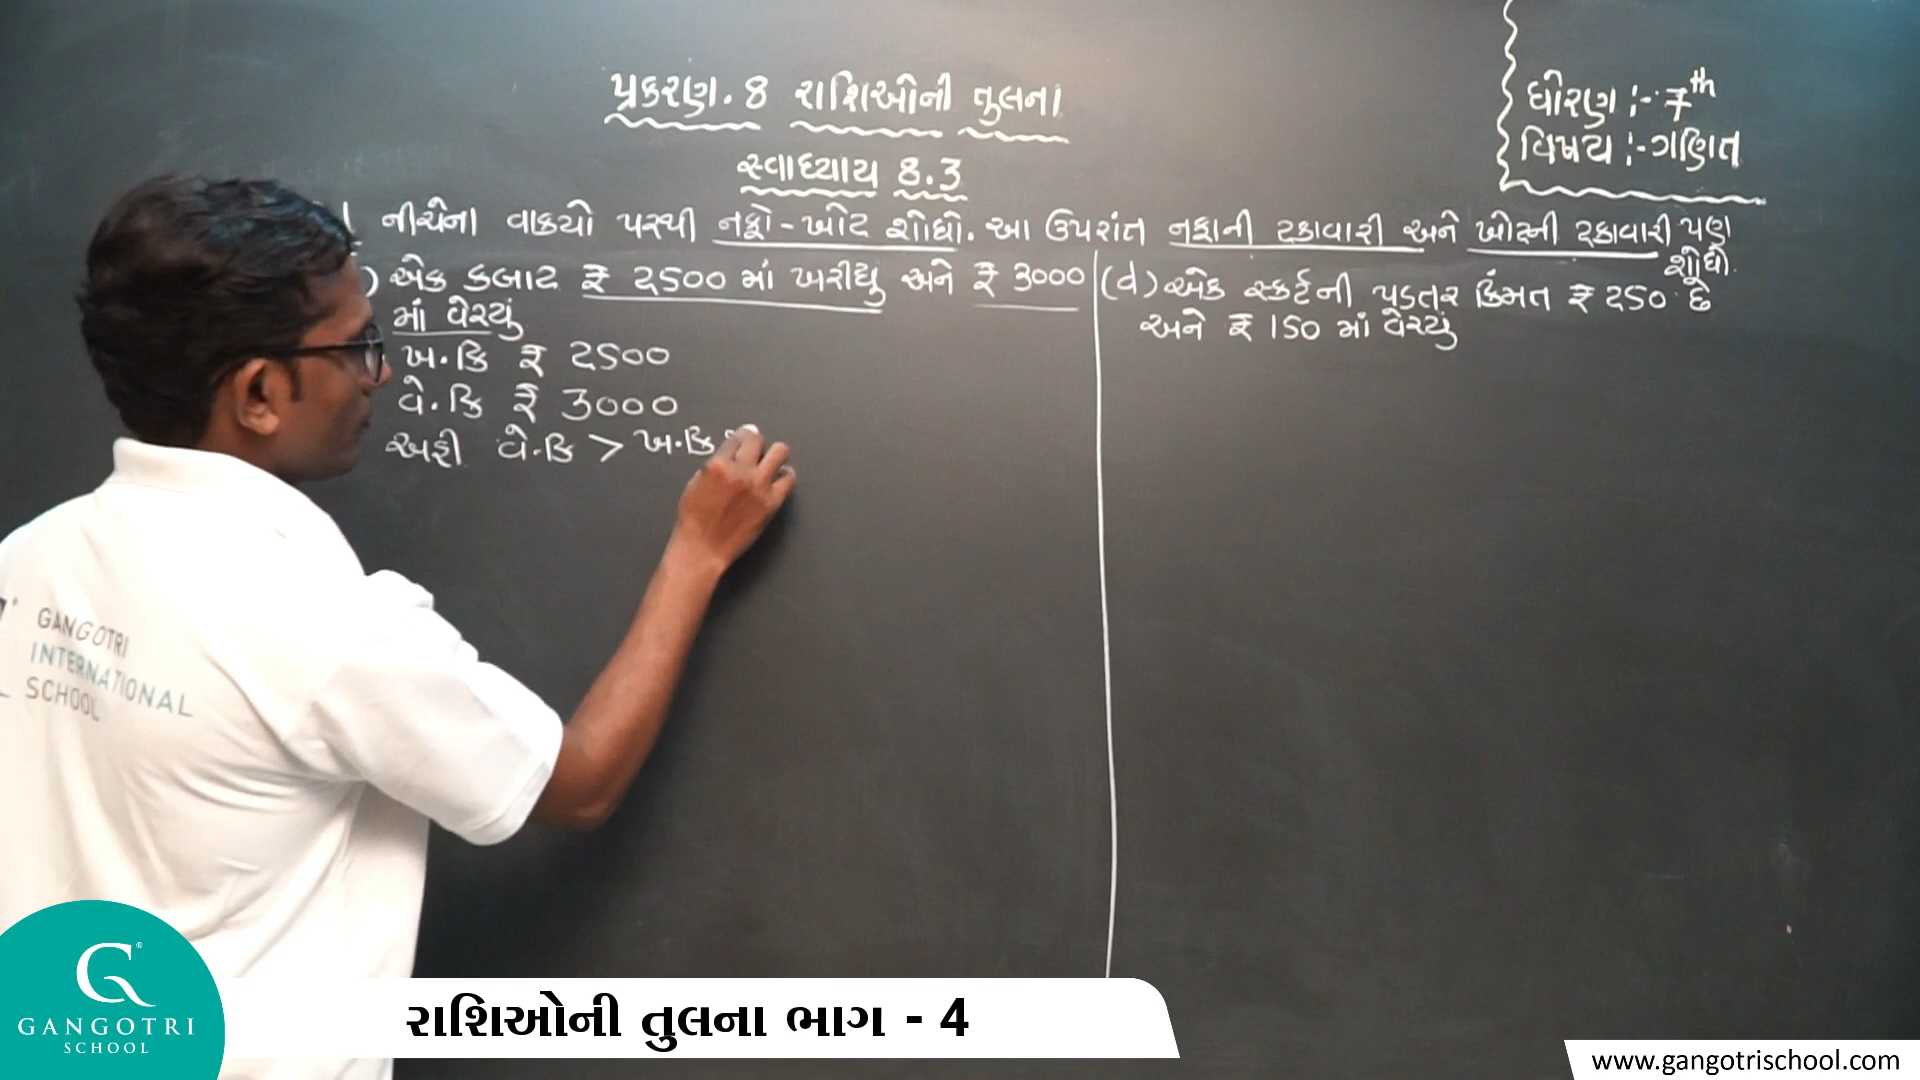 પ્રકરણ. 8 રાશિઓની તુલના
ધોરણ :- 7th
વિષય :- ગણિત
સ્વાધ્યાય 8.3
1 નીચેના વાક્યો પરથી નફો - ખોટ શોધો. આ ઉપરાંત નફાની ટકાવારી અને ખોટની ટકાવારી પણ
શોધો.
) એક કબાટ ₹ 2500 માં ખરીદ્યુ અને ₹ 3000
માં વેચ્યું
ખ.કિ ₹ 2500
વે.કિ ₹ 3000
અહી વે.કિ > ખ.કિ
(d) એક સ્કર્ટની પડતર કિંમત ₹ 250 છે
અને ₹ 150 માં વેચ્યું
GANGOTRI
INTERNATIONAL
SCHOOL
G
GANGOTRI
SCHOOL
રાશિઓની તુલના ભાગ - 4
www.gangotrischool.com